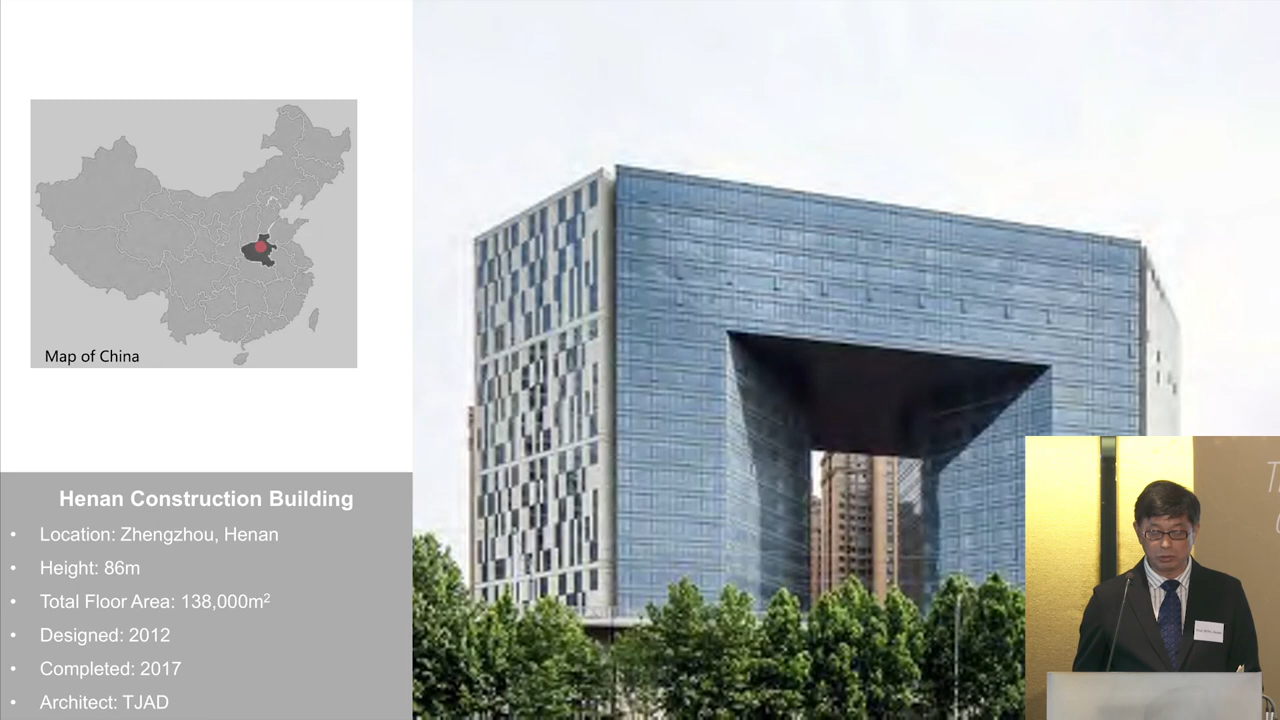 Map of China
Henan Construction Building
• Location: Zhengzhou, Henan
• Height: 86m
• Total Floor Area: 138,000m²
• Designed: 2012
• Completed: 2017
• Architect: TJAD